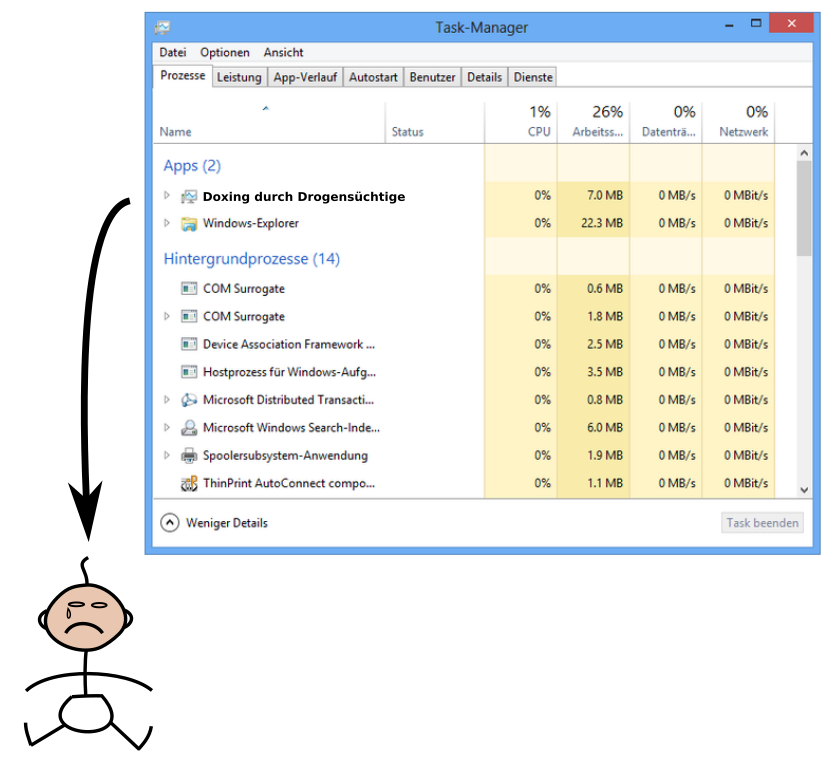 Task-Manager
Datei Optionen Ansicht
Prozesse Leistung App-Verlauf Autostart Benutzer Details Dienste
1% 26% 0% 0%
Name Status CPU Arbeitss... Datenträ... Netzwerk
Apps (2)
Doxing durch Drogensüchtige 0% 7.0 MB 0 MB/s 0 MBit/s
Windows-Explorer 0% 22.3 MB 0 MB/s 0 MBit/s
Hintergrundprozesse (14)
COM Surrogate 0% 0.6 MB 0 MB/s 0 MBit/s
COM Surrogate 0% 1.8 MB 0 MB/s 0 MBit/s
Device Association Framework ... 0% 2.5 MB 0 MB/s 0 MBit/s
Hostprozess für Windows-Aufg... 0% 3.5 MB 0 MB/s 0 MBit/s
Microsoft Distributed Transacti... 0% 0.8 MB 0 MB/s 0 MBit/s
Microsoft Windows Search-Inde... 0% 6.0 MB 0 MB/s 0 MBit/s
Spoolersubsystem-Anwendung 0% 1.9 MB 0 MB/s 0 MBit/s
ThinPrint AutoConnect compo... 0% 1.1 MB 0 MB/s 0 MBit/s
Weniger Details Task beenden